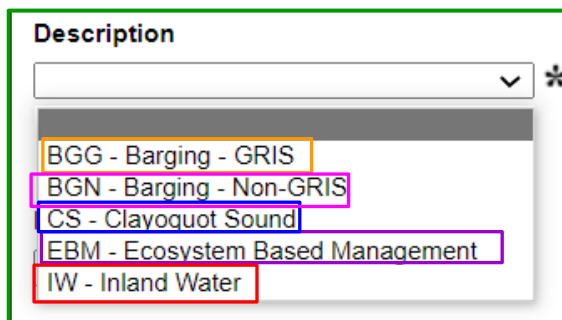 Description
*
BGG - Barging - GRIS
BGN - Barging - Non-GRIS
CS - Clayoquot Sound
EBM - Ecosystem Based Management
IW - Inland Water